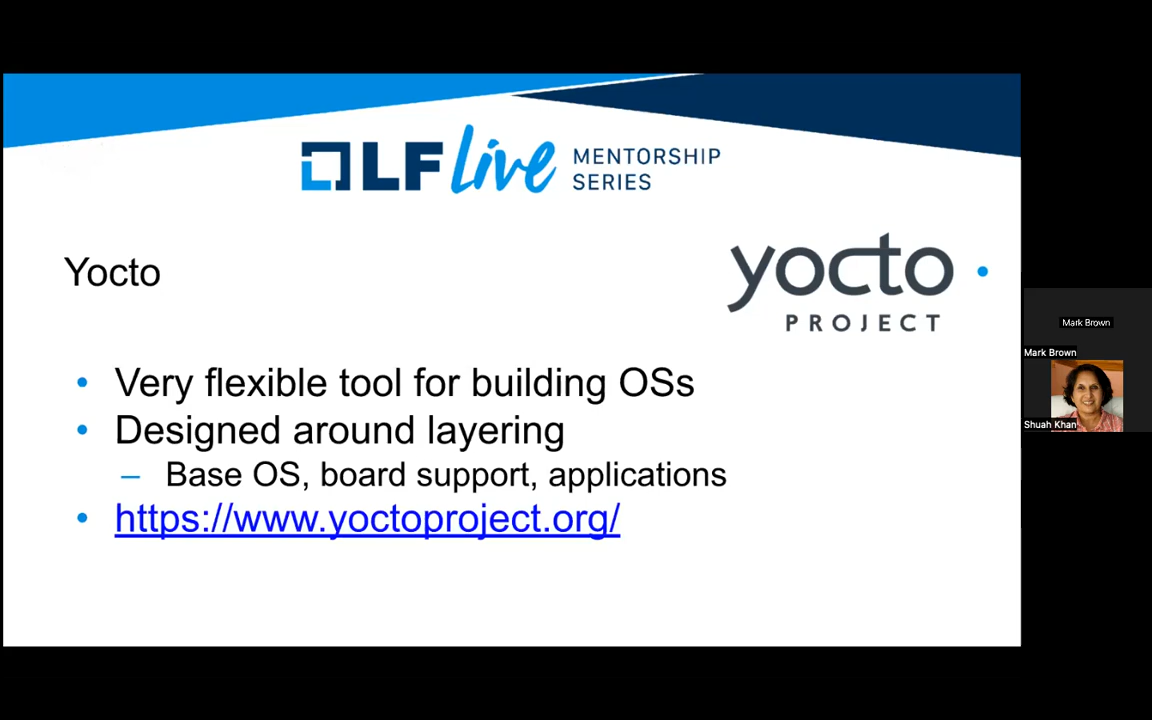 LF Live MENTORSHIP
SERIES
Yocto
yocto
PROJECT
Very flexible tool for building OSs
Designed around layering
– Base OS, board support, applications
https://www.yoctoproject.org/
Mark Brown
Mark Brown
Shuah Khan